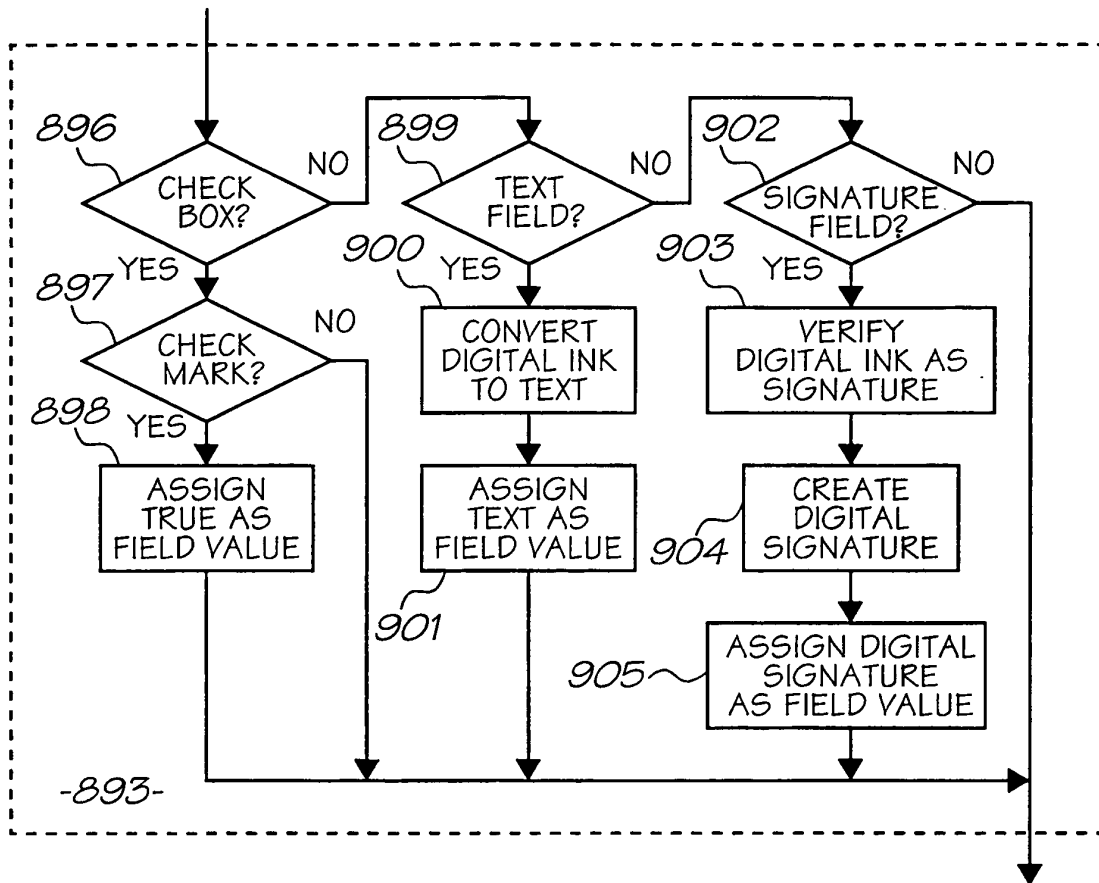 896
CHECK
BOX?
NO
YES
899
TEXT
FIELD?
NO
YES
902
SIGNATURE
FIELD?
NO
YES
897
CHECK
MARK?
NO
YES
898
ASSIGN
TRUE AS
FIELD VALUE
900
CONVERT
DIGITAL INK
TO TEXT
901
ASSIGN
TEXT AS
FIELD VALUE
903
VERIFY
DIGITAL INK AS
SIGNATURE
904
CREATE
DIGITAL
SIGNATURE
905
ASSIGN DIGITAL
SIGNATURE
AS FIELD VALUE
-893-